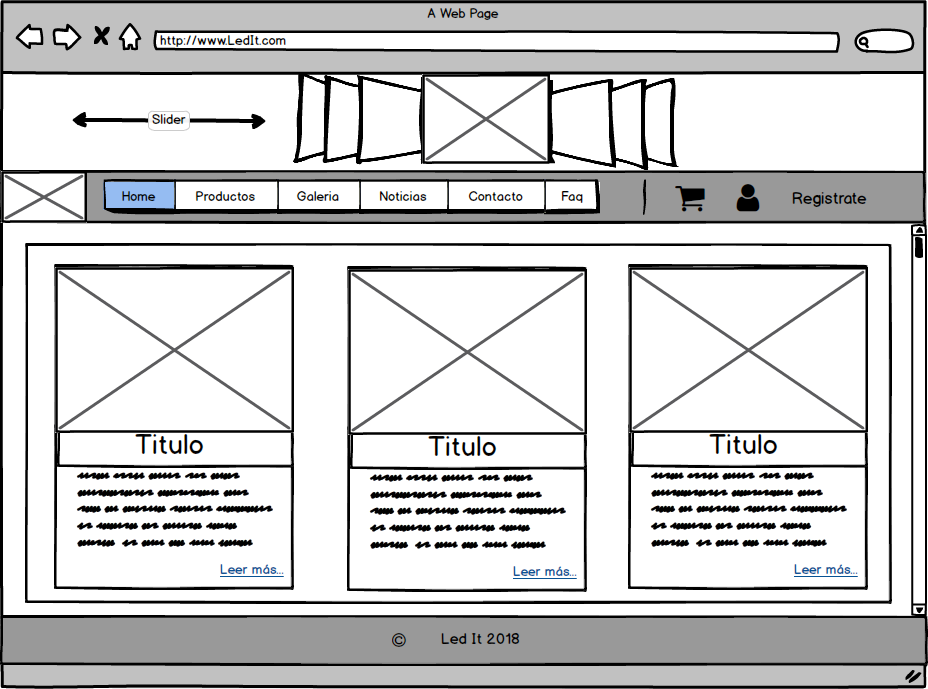 A Web Page
http://www.LedIt.com
Slider
Home Productos Galeria Noticias Contacto Faq Registrate
Titulo Titulo Titulo
Leer más... Leer más... Leer más...
© Led It 2018